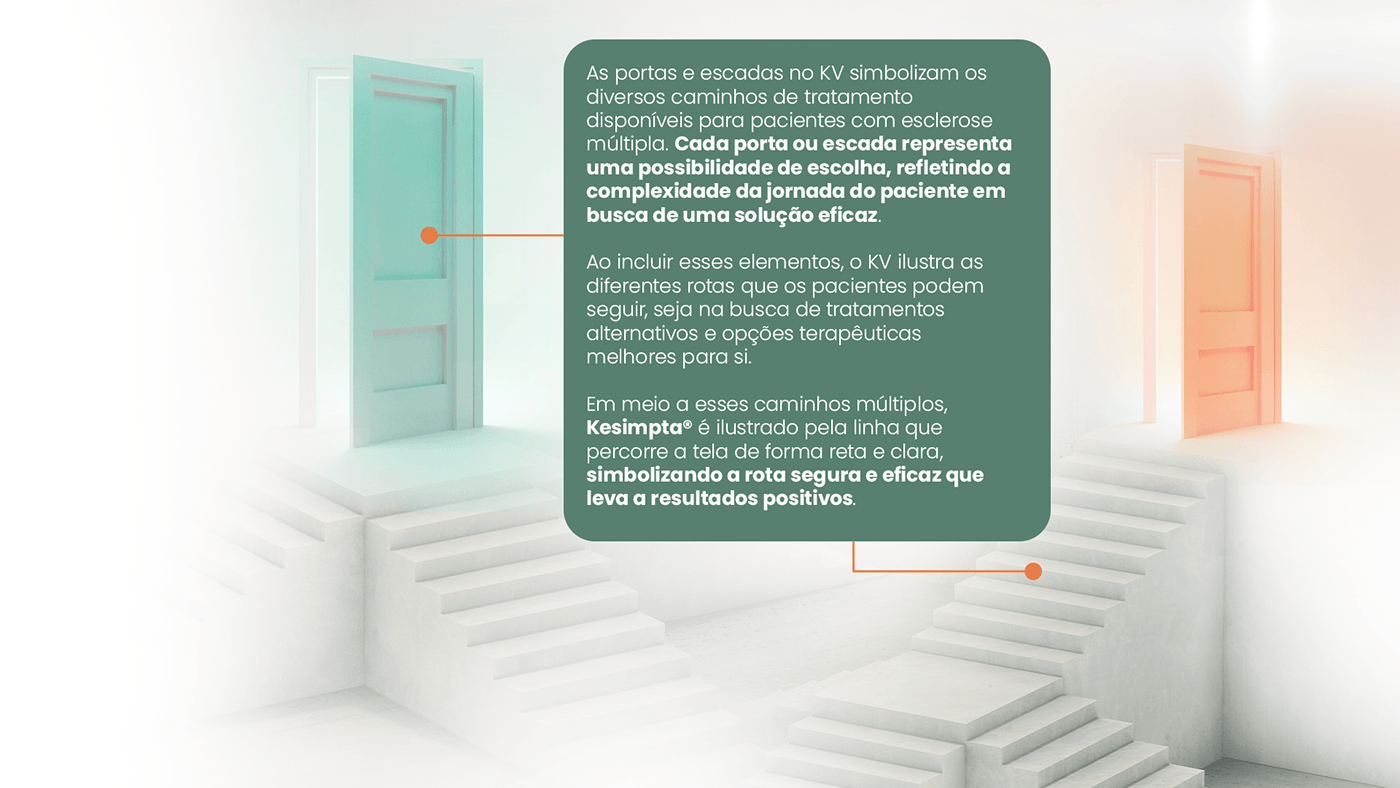 As portas e escadas no KV simbolizam os
diversos caminhos de tratamento
disponíveis para pacientes com esclerose
múltipla. Cada porta ou escada representa
uma possibilidade de escolha, refletindo a
complexidade da jornada do paciente em
busca de uma solução eficaz.
Ao incluir esses elementos, o KV ilustra as
diferentes rotas que os pacientes podem
seguir, seja na busca de tratamentos
alternativos e opções terapêuticas
melhores para si.
Em meio a esses caminhos múltiplos,
Kesimpta® é ilustrado pela linha que
percorre a tela de forma reta e clara,
simbolizando a rota segura e eficaz que
leva a resultados positivos.